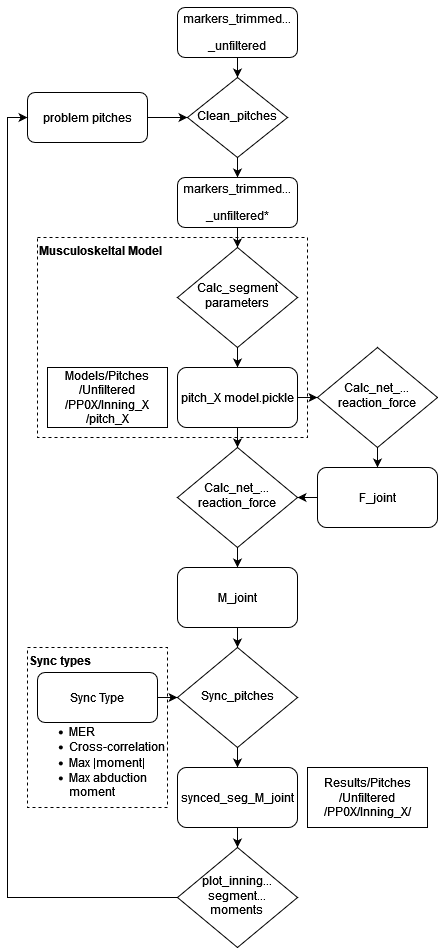 markers_trimmed...
_unfiltered
problem pitches
Clean_pitches
markers_trimmed...
_unfiltered*
Musculoskeltal Model
Calc_segment
parameters
Models/Pitches
/Unfiltered
/PP0X/Inning_X
/pitch_X
pitch_X model.pickle
Calc_net_...
reaction_force
Calc_net_...
reaction_force
F_joint
M_joint
Sync types
Sync Type
Sync_pitches
• MER
• Cross-correlation
• Max |moment|
• Max abduction
moment
synced_seg_M_joint
Results/Pitches
/Unfiltered
/PP0X/Inning_X/
plot_inning...
segment...
moments